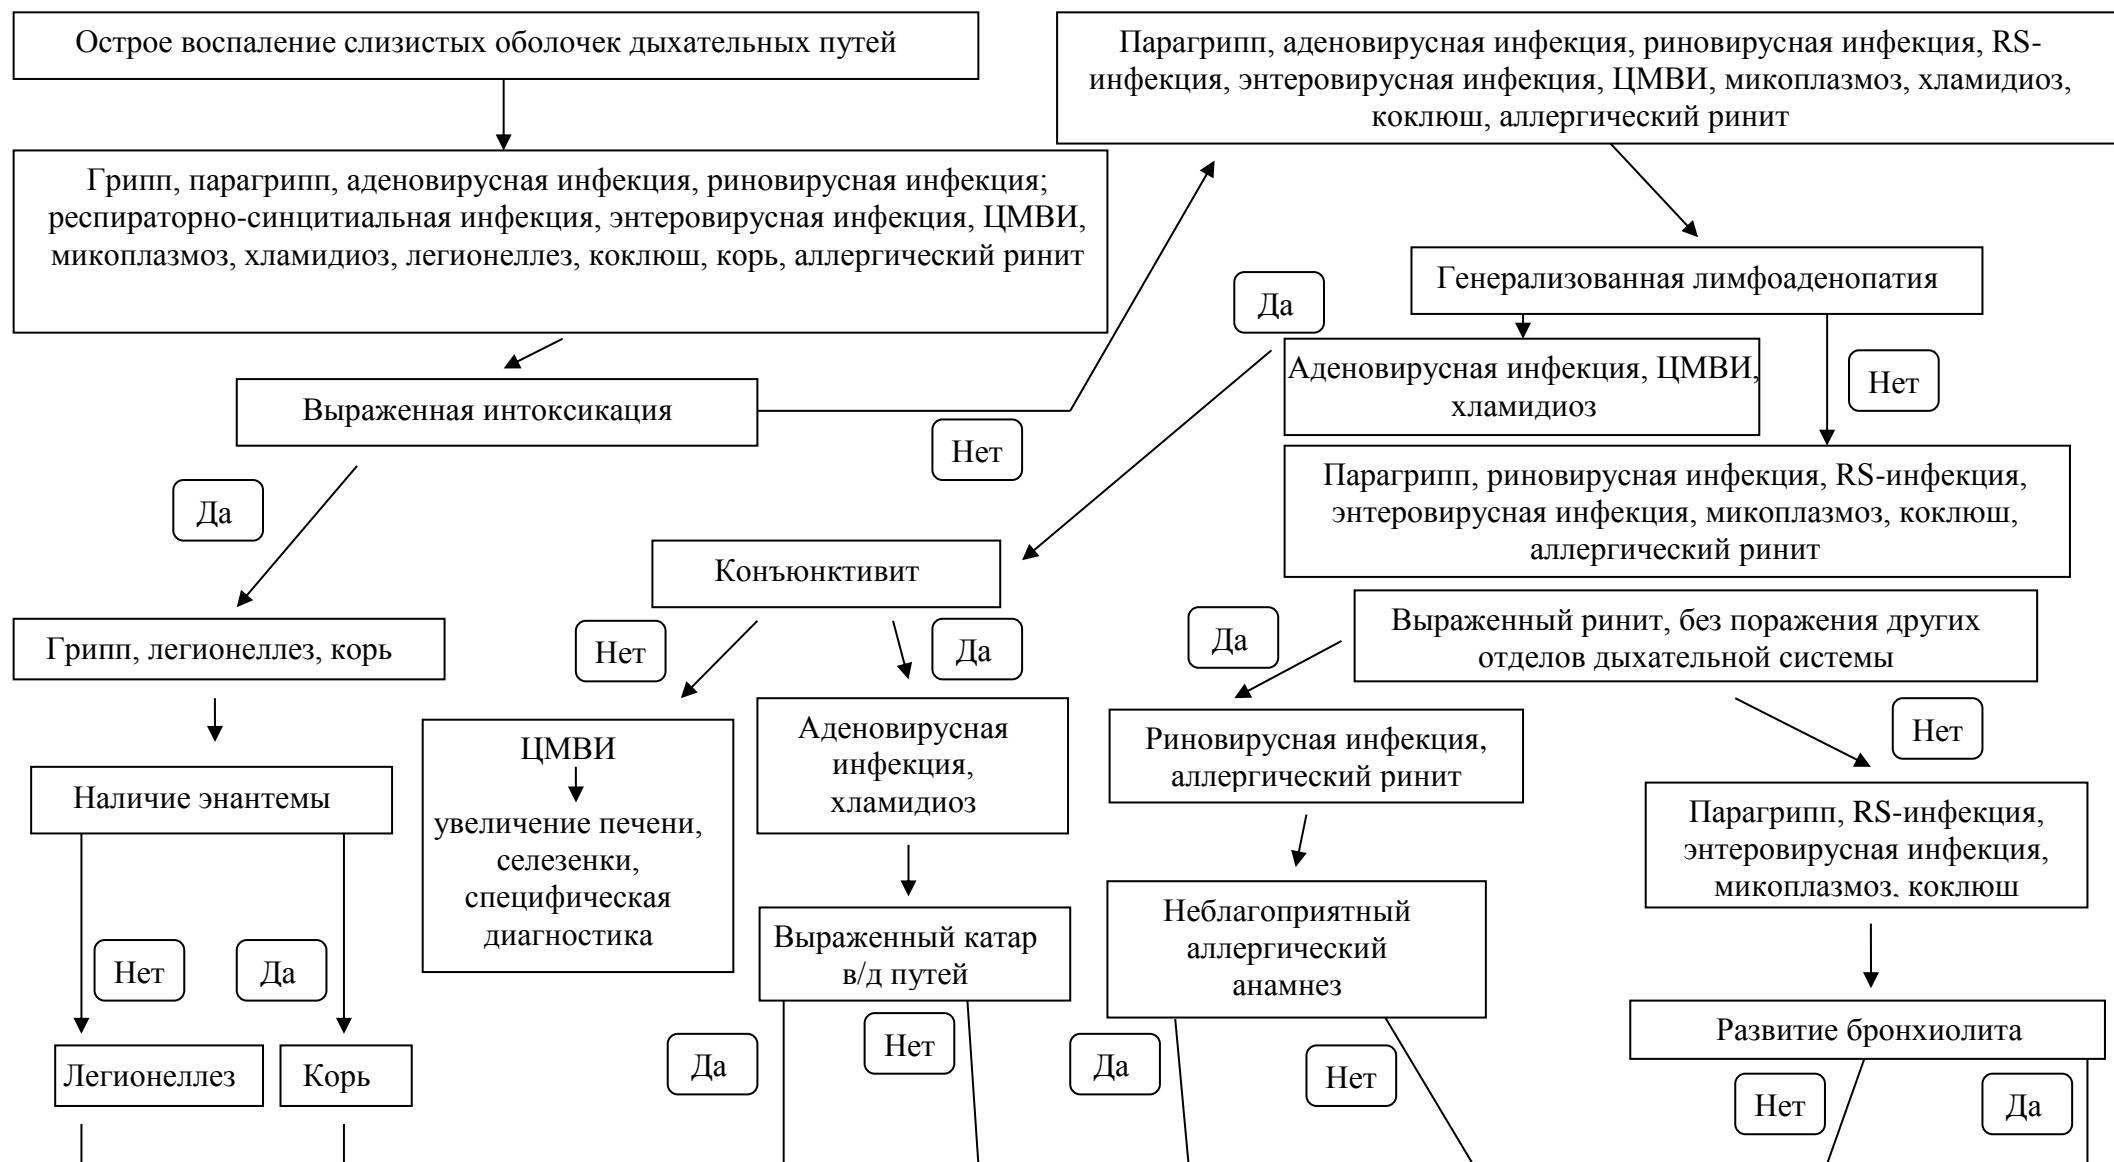 Острое воспаление слизистых оболочек дыхательных путей
Парагрипп, аденовирусная инфекция, риновирусная инфекция, RS-
инфекция, энтеровирусная инфекция, ЦМВИ, микоплазмоз, хламидиоз,
коклюш, аллергический ринит
Грипп, парагрипп, аденовирусная инфекция, риновирусная инфекция;
респираторно-синцитиальная инфекция, энтеровирусная инфекция, ЦМВИ,
микоплазмоз, хламидиоз, легионеллез, коклюш, корь, аллергический ринит
Генерализованная лимфоаденопатия
Да
Аденовирусная инфекция, ЦМВИ,
хламидиоз
Нет
Выраженная интоксикация
Нет
Парагрипп, риновирусная инфекция, RS-инфекция,
энтеровирусная инфекция, микоплазмоз, коклюш,
аллергический ринит
Да
Конъюнктивит
Выраженный ринит, без поражения других
отделов дыхательной системы
Да
Грипп, легионеллез, корь
Нет
Да
Нет
ЦМВИ
увеличение печени,
селезенки,
специфическая
диагностика
Аденовирусная
инфекция,
хламидиоз
Риновирусная инфекция,
аллергический ринит
Наличие энантемы
Парагрипп, RS-инфекция,
энтеровирусная инфекция,
микоплазмоз, коклюш
Неблагоприятный
аллергический
анамнез
Выраженный катар
в/д путей
Нет
Да
Развитие бронхиолита
Да
Нет
Да
Нет
Легионеллез
Корь
Нет
Да